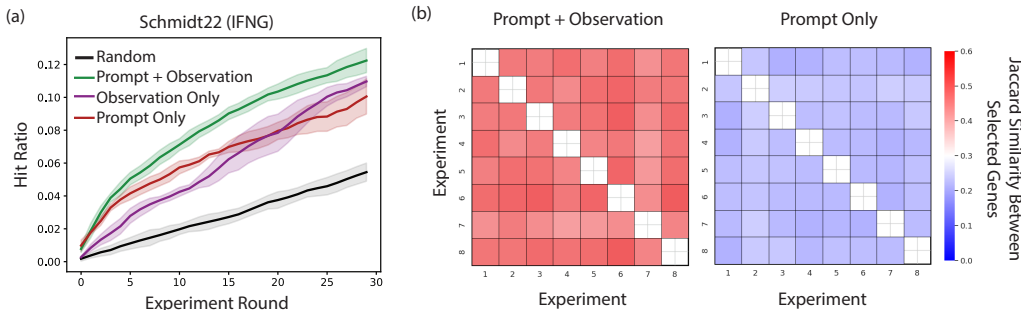 (a)
Schmidt22 (IFNG)
Random
Prompt + Observation
Observation Only
Prompt Only
Hit Ratio
0.12
0.10
0.08
0.06
0.04
0.02
0.00
0 5 10 15 20 25 30
Experiment Round
(b)
Prompt + Observation
Experiment
1
2
3
4
5
6
7
8
1 2 3 4 5 6 7 8
Experiment
Prompt Only
1
2
3
4
5
6
7
8
1 2 3 4 5 6 7 8
Experiment
0.6
0.5
0.4
0.3
0.2
0.1
0.0
Jaccard Similarity Between
Selected Genes